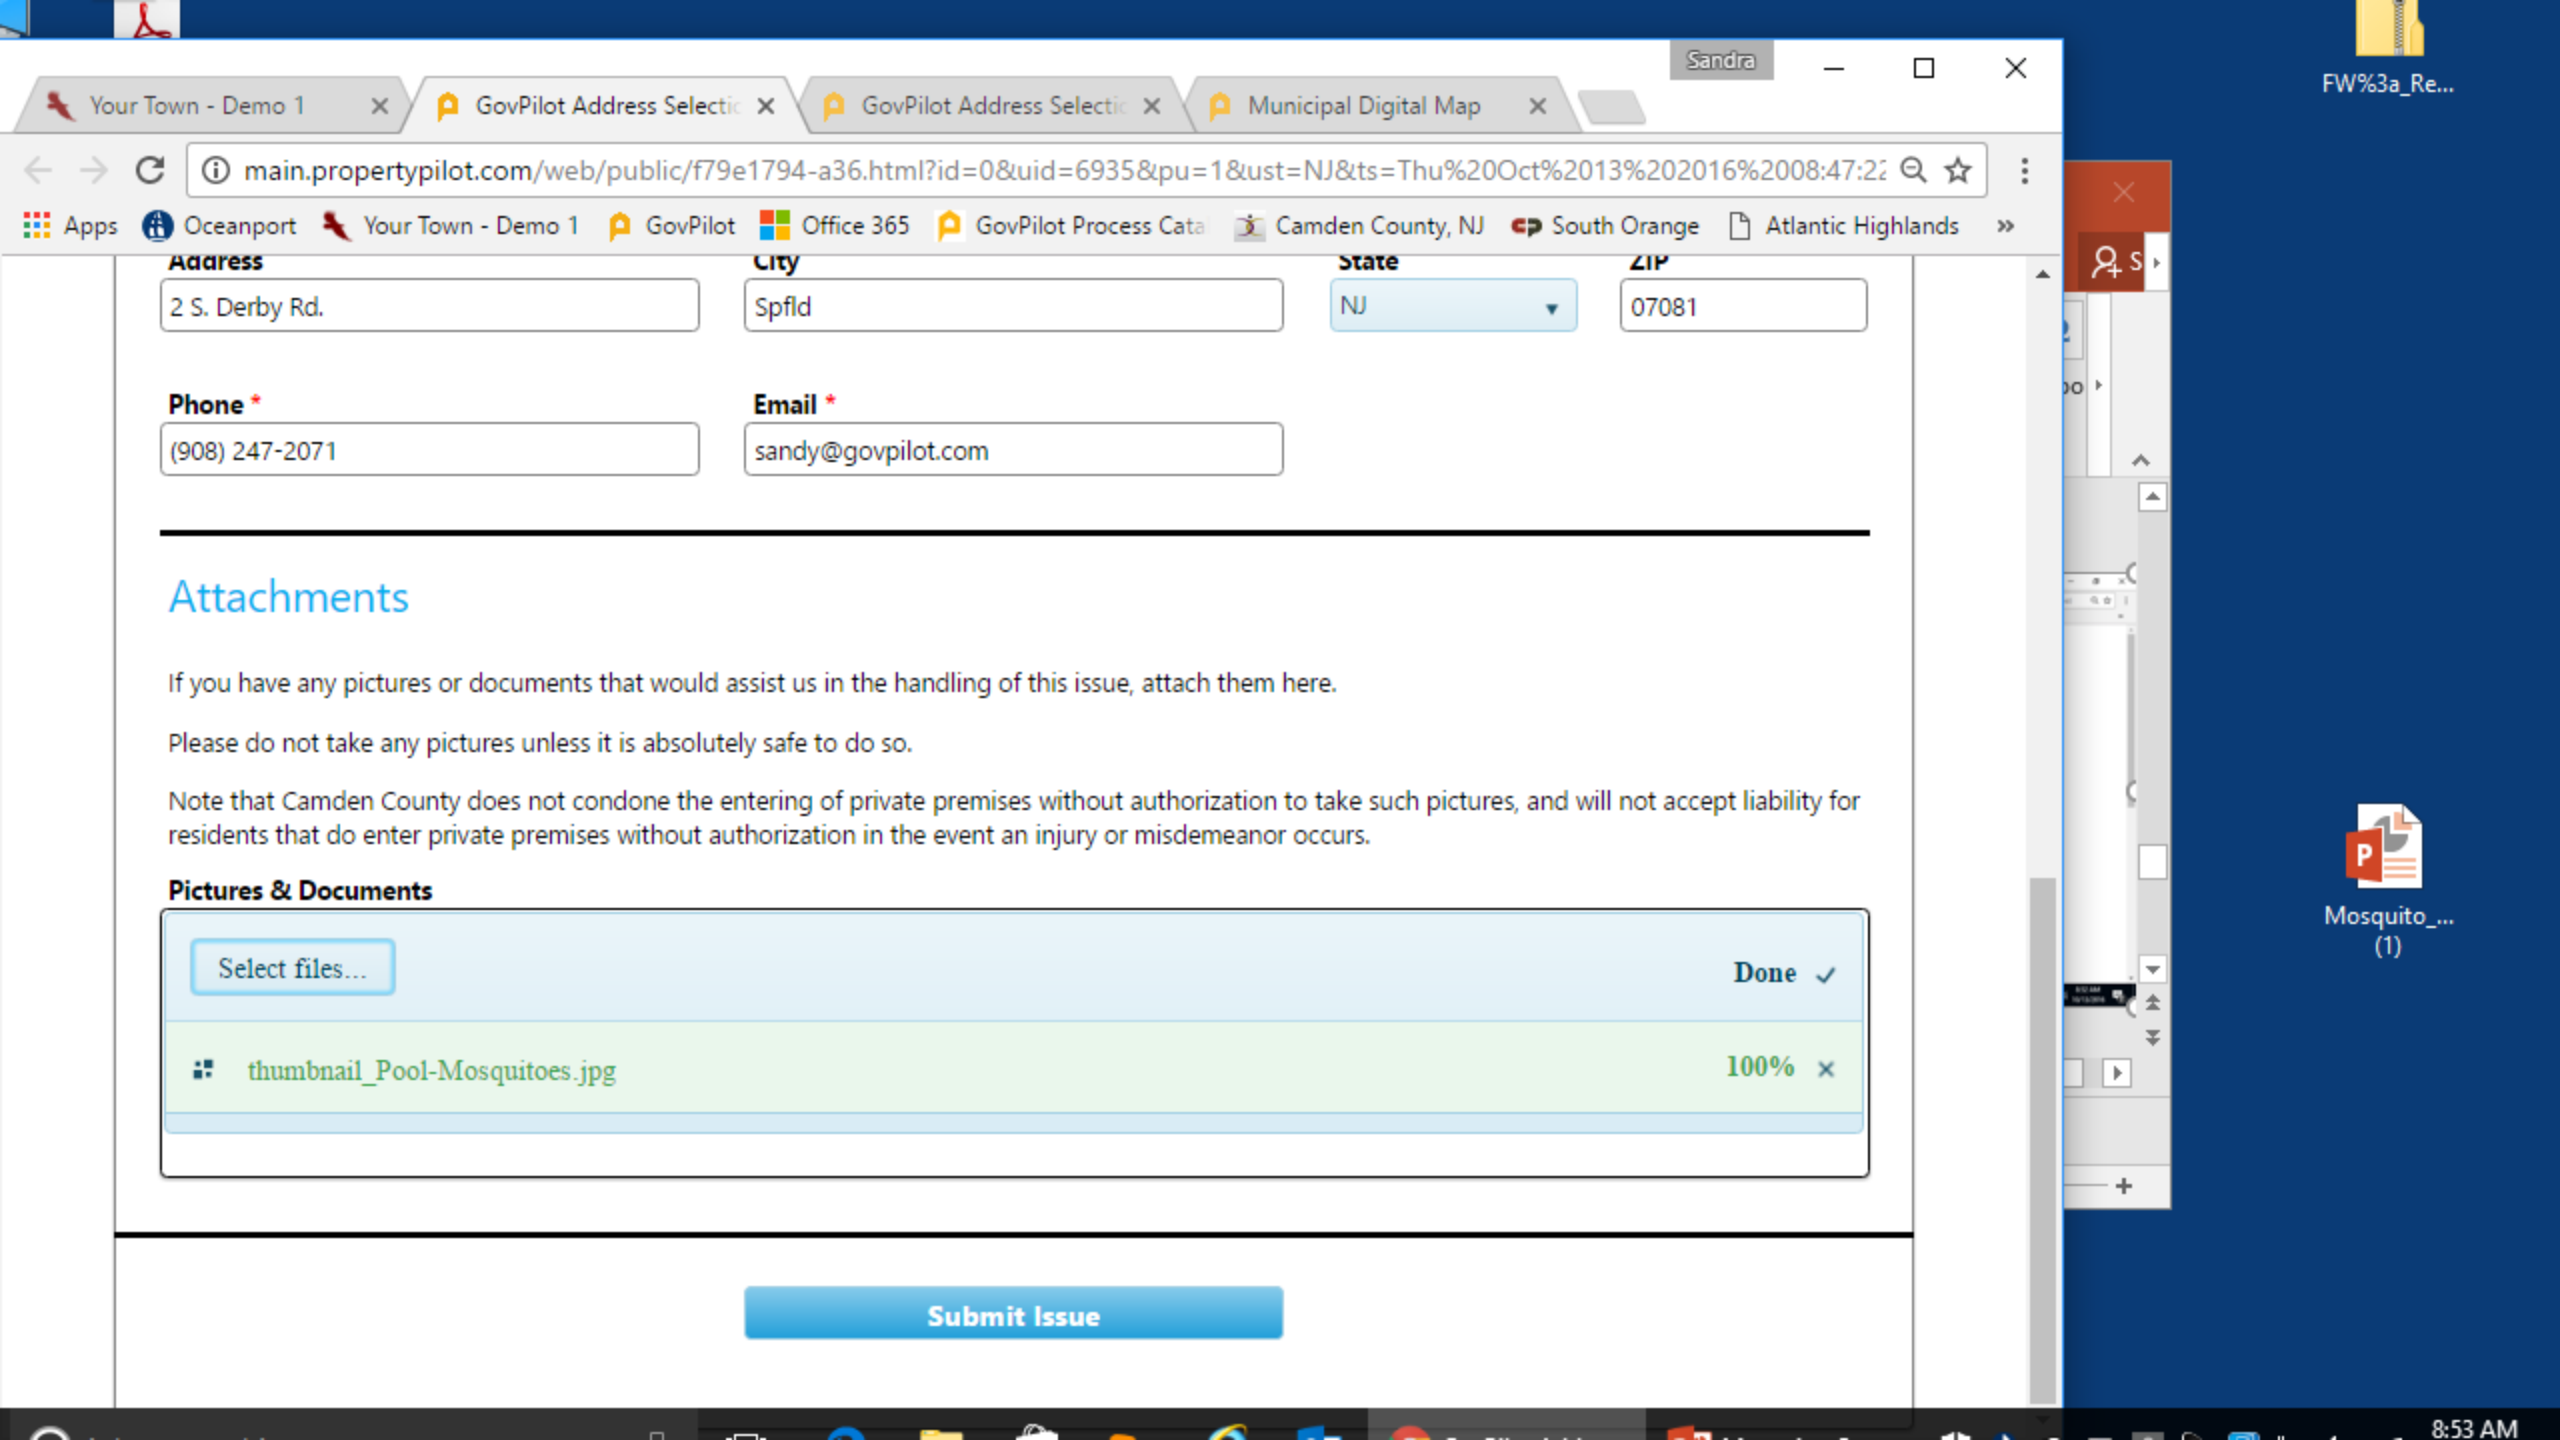 Sandra
FW%3a_Re...
Your Town - Demo 1
GovPilot Address Selectic
GovPilot Address Selectic
Municipal Digital Map
main.propertypilot.com/web/public/f79e1794-a36.html?id=0&uid=6935&pu=1&ust=NJ&ts=Thu%20Oct%2013%202016%2008:47:22
Apps
Oceanport
Your Town - Demo 1
GovPilot
Office 365
GovPilot Process Cata
Camden County, NJ
South Orange
Atlantic Highlands
»
S
Address
City
State
ZIP
2 S. Derby Rd.
Spfld
NJ
07081
Phone *
Email *
(908) 247-2071
sandy@govpilot.com
Attachments
If you have any pictures or documents that would assist us in the handling of this issue, attach them here.
Please do not take any pictures unless it is absolutely safe to do so.
Note that Camden County does not condone the entering of private premises without authorization to take such pictures, and will not accept liability for
residents that do enter private premises without authorization in the event an injury or misdemeanor occurs.
Pictures & Documents
Select files...
Done
thumbnail_Pool-Mosquitoes.jpg
100%
Submit Issue
P
Mosquito_...
(1)
8:53 AM